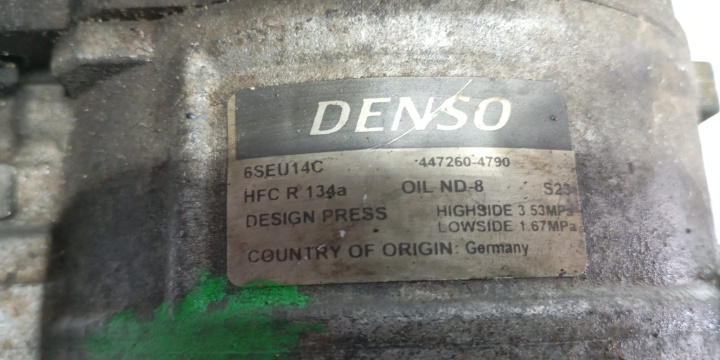 DENSO
6SEU14C 447260-4790
HFC R 134a OIL ND-8 S23
DESIGN PRESS HIGHSIDE 3.53MPa
LOWSIDE 1.67MPa
COUNTRY OF ORIGIN: Germany